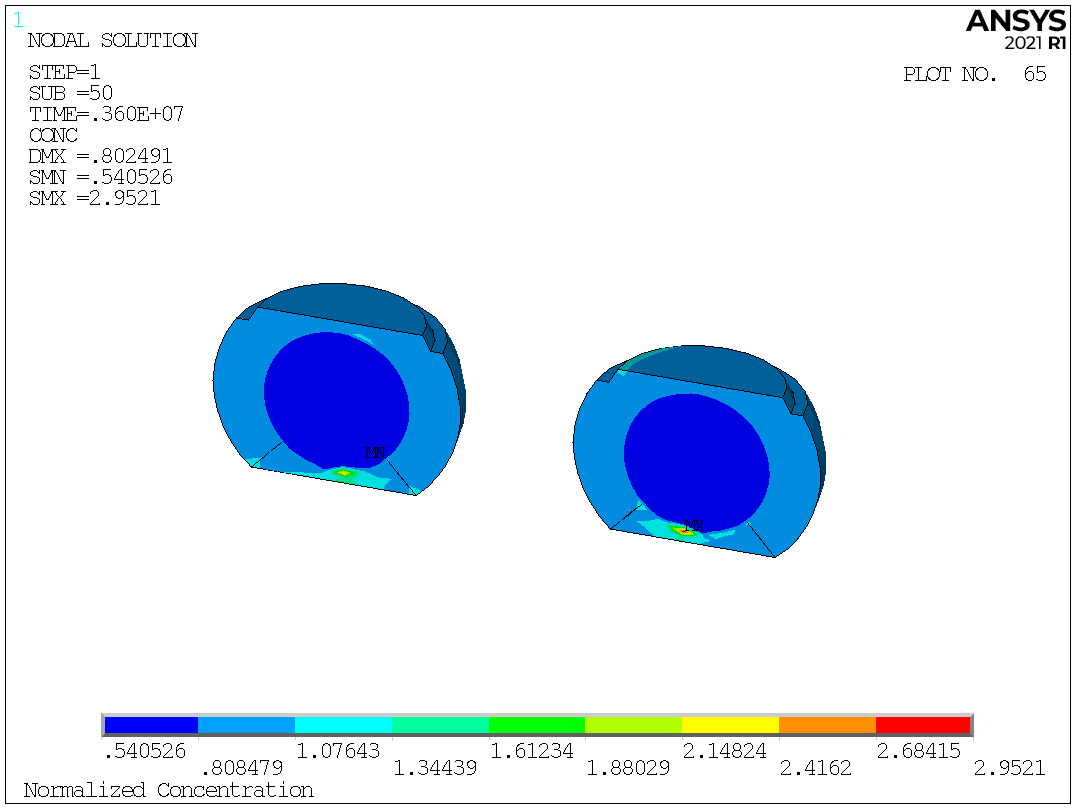 1
ANSYS
2021 R1
NODAL SOLUTION
STEP=1
SUB =50
TIME=.360E+07
CONC
DMX =.802491
SMN =.540526
SMX =2.9521
PLOT NO. 65
MN
MX
.540526 1.07643 1.61234 2.14824 2.68415
.808479 1.34439 1.88029 2.4162 2.9521
Normalized Concentration